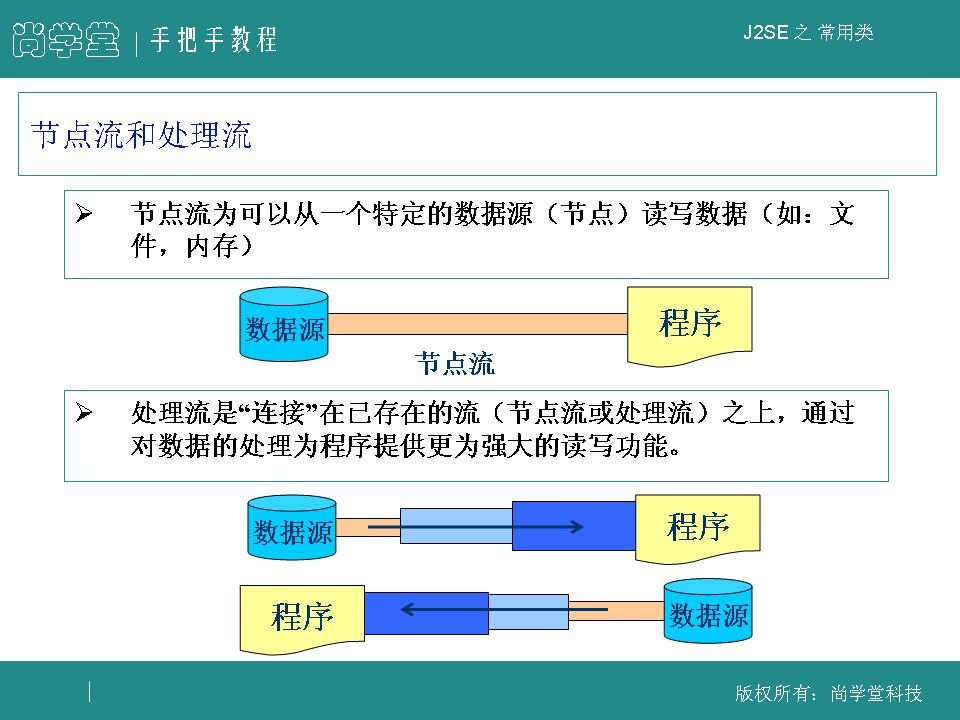 尚学堂 | 手把手教程
J2SE 之 常用类
节点流和处理流
➢ 节点流为可以从一个特定的数据源（节点）读写数据（如：文
件，内存）
数据源
程序
节点流
➢ 处理流是“连接”在已存在的流（节点流或处理流）之上，通过
对数据的处理为程序提供更为强大的读写功能。
数据源
程序
程序
数据源
版权所有：尚学堂科技